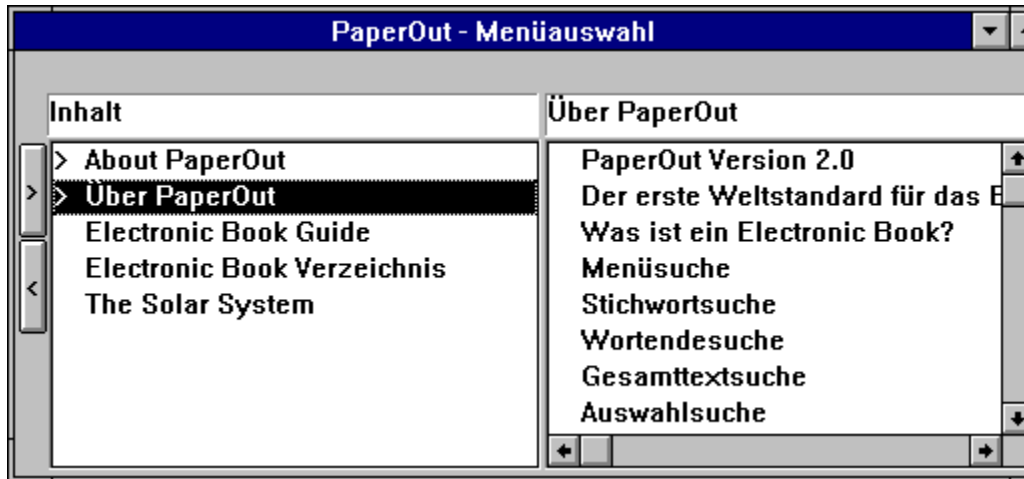 PaperOut - Menüauswahl
Inhalt
> About PaperOut
> Über PaperOut
Electronic Book Guide
Electronic Book Verzeichnis
The Solar System
Über PaperOut
PaperOut Version 2.0
Der erste Weltstandard für das E
Was ist ein Electronic Book?
Menüsuche
Stichwortsuche
Wortendesuche
Gesamttextsuche
Auswahlsuche
>
<